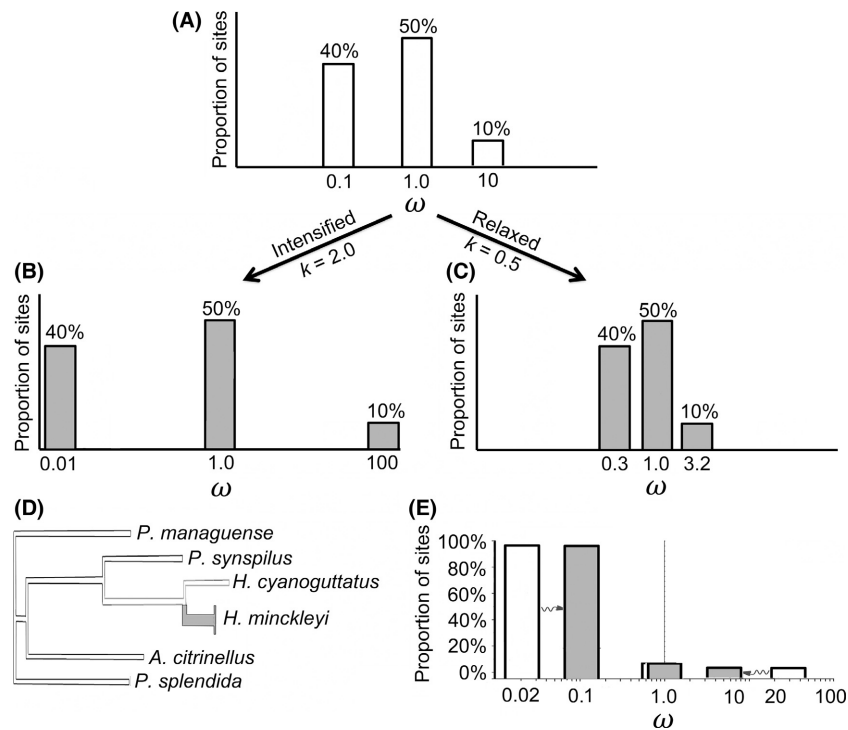 (A)
Proportion of sites
40%
50%
10%
0.1 1.0 10
ω
Intensified
k = 2.0
Relaxed
k = 0.5
(B)
Proportion of sites
40%
50%
10%
0.01 1.0 100
ω
(C)
Proportion of sites
40%
50%
10%
0.3 1.0 3.2
ω
(D)
P. managuense
P. synspilus
H. cyanoguttatus
H. minckleyi
A. citrinellus
P. splendida
(E)
Proportion of sites
100%
80%
60%
40%
20%
0%
0.02 0.1 1.0 10 20 100
ω